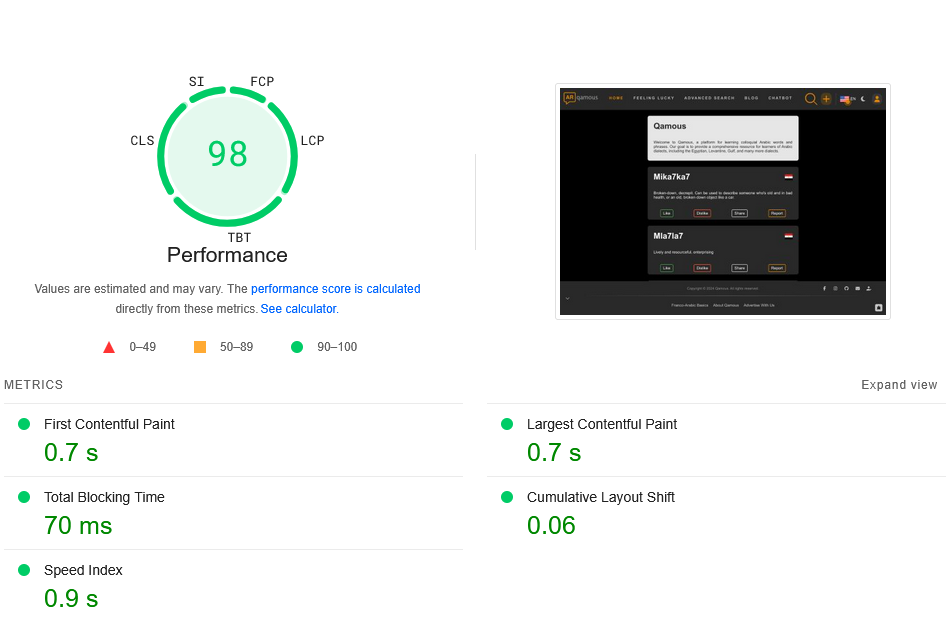 SI
FCP
CLS
98
LCP
TBT
Performance
Values are estimated and may vary. The performance score is calculated
directly from these metrics. See calculator.
0–49
50–89
90–100
AR qamous
HOME
FEELING LUCKY
ADVANCED SEARCH
BLOG
CHATBOT
EN
Qamous
Welcome to Qamous, a platform for learning colloquial Arabic words and
phrases. Our goal is to provide a comprehensive resource for learners of Arabic
dialects, including the Egyptian, Levantine, Gulf, and many more dialects.
Mika7ka7
Broken-down, decrepit. Can be used to describe someone who's old and in bad
health, or an old, broken down object like a car
Like
Dislike
Share
Report
Mla7la7
Lively and resourceful, enterprising
Like
Dislike
Share
Report
Copyright © 2024 Qamous. All rights reserved.
Franco-Arabic Basics
About Qamous
Advertise With Us
METRICS
Expand view
First Contentful Paint
0.7 s
Largest Contentful Paint
0.7 s
Total Blocking Time
70 ms
Cumulative Layout Shift
0.06
Speed Index
0.9 s